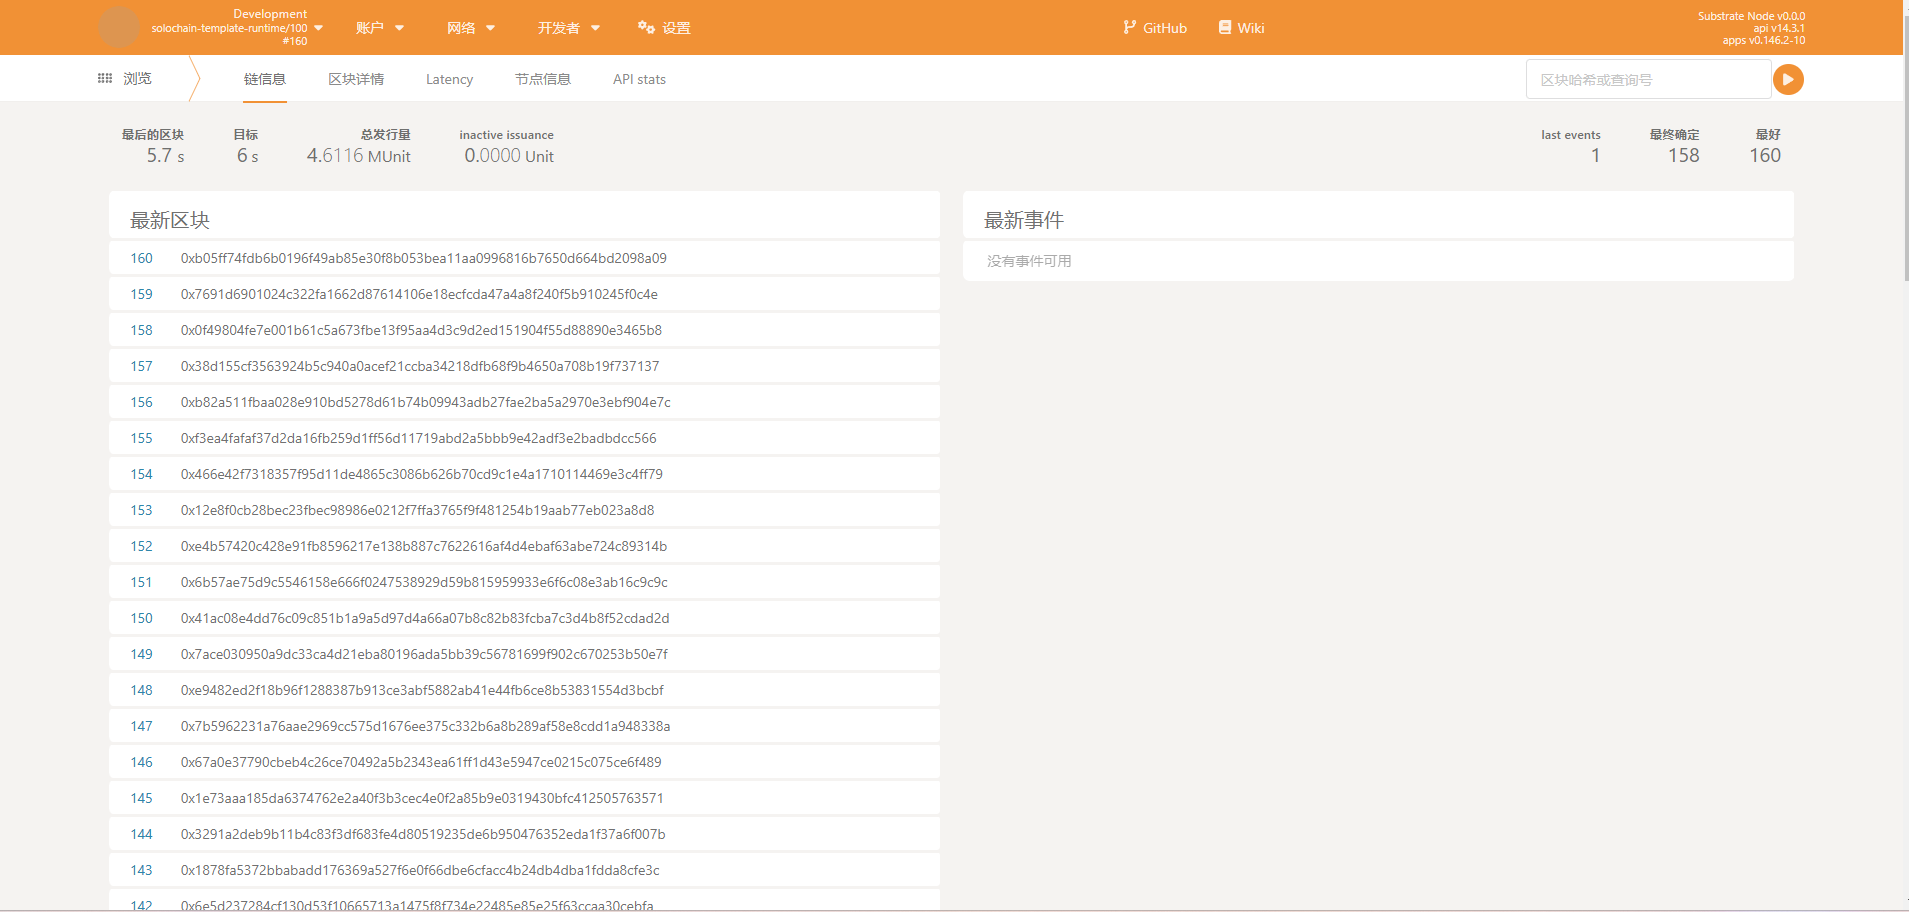 Development
solochain-template-runtime/100
#160
账户
网络
开发者
设置
GitHub
Wiki
Substrate Node v0.0.0
api v14.3.1
apps v0.146.2-10
浏览
链信息
区块详情
Latency
节点信息
API stats
区块哈希或查询号
最后的区块
5.7 s
目标
6 s
总发行量
4.6116 MUnit
inactive issuance
0.0000 Unit
last events
1
最终确定
158
最好
160
最新区块
160 0xb05ff74fdb6b0196f49ab85e30f8b053bea11aa0996816b7650d664bd2098a09
159 0x7691d6901024c322fa1662d87614106e18ecfcda47a4a8f240f5b910245f0c4e
158 0x0f49804fe7e001b61c5a673fbe13f95aa4d3c9d2ed151904f55d88890e3465b8
157 0x38d155cf3563924b5c940a0acef21ccba34218dfb68f9b4650a708b19f737137
156 0xb82a511fbaa028e910bd5278d61b74b09943adb27fae2ba5a2970e3ebf904e7c
155 0xf3ea4fafaf37d2da16fb259d1ff56d11719abd2a5bbb9e42adf3e2badbdcc566
154 0x466e42f7318357f95d11de4865c3086b626b70cd9c1e4a1710114469e3c4ff79
153 0x12e8f0cb28bec23fbec98986e0212f7ffa3765f9f481254b19aab77eb023a8d8
152 0xe4b57420c428e91fb8596217e138b887c7622616af4d4ebaf63abe724c89314b
151 0x6b57ae75d9c5546158e666f0247538929d59b815959933e6f6c08e3ab16c9c9c
150 0x41ac08e4dd76c09c851b1a9a5d97d4a66a07b8c82b83fcba7c3d4b8f52cdad2d
149 0x7ace030950a9dc33ca4d21eba80196ada5bb39c56781699f902c670253b50e7f
148 0xe9482ed2f18b96f1288387b913ce3abf5882ab41e44fb6ce8b53831554d3bcbf
147 0x7b5962231a76aae2969cc575d1676ee375c332b6a8b289af58e8cdd1a948338a
146 0x67a0e37790cbeb4c26ce70492a5b2343ea61ff1d43e5947ce0215c075ce6f489
145 0x1e73aaa185da6374762e2a40f3b3cec4e0f2a85b9e0319430bfc412505763571
144 0x3291a2deb9b11b4c83f3df683fe4d80519235de6b950476352eda1f37a6f007b
143 0x1878fa5372bbabadd176369a527f6e0f66dbe6cfacc4b24db4dba1fdda8cfe3c
142 0x6e5d237284cf130d53f10665713a1475f8f734e22485e85e25f63ccaa30cebfa
最新事件
没有事件可用